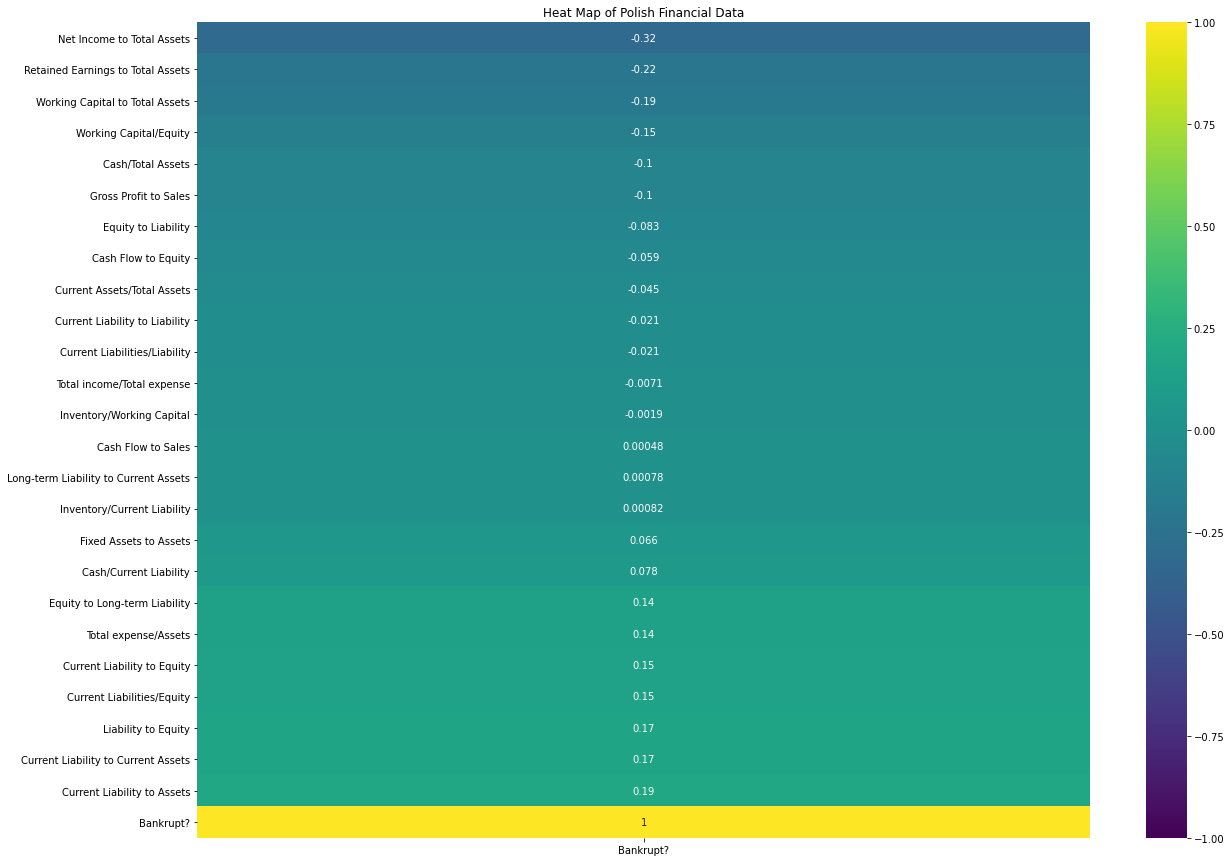 Heat Map of Polish Financial Data
Net Income to Total Assets
-0.32
Retained Earnings to Total Assets
-0.22
Working Capital to Total Assets
-0.19
Working Capital/Equity
-0.15
Cash/Total Assets
-0.1
Gross Profit to Sales
-0.1
Equity to Liability
-0.083
Cash Flow to Equity
-0.059
Current Assets/Total Assets
-0.045
Current Liability to Liability
-0.021
Current Liabilities/Liability
-0.021
Total income/Total expense
-0.0071
Inventory/Working Capital
-0.0019
Cash Flow to Sales
0.00048
Long-term Liability to Current Assets
0.00078
Inventory/Current Liability
0.00082
Fixed Assets to Assets
0.066
Cash/Current Liability
0.078
Equity to Long-term Liability
0.14
Total expense/Assets
0.14
Current Liability to Equity
0.15
Current Liabilities/Equity
0.15
Liability to Equity
0.17
Current Liability to Current Assets
0.17
Current Liability to Assets
0.19
Bankrupt?
1
Bankrupt?
1.00
0.75
0.50
0.25
0.00
−0.25
−0.50
−0.75
−1.00